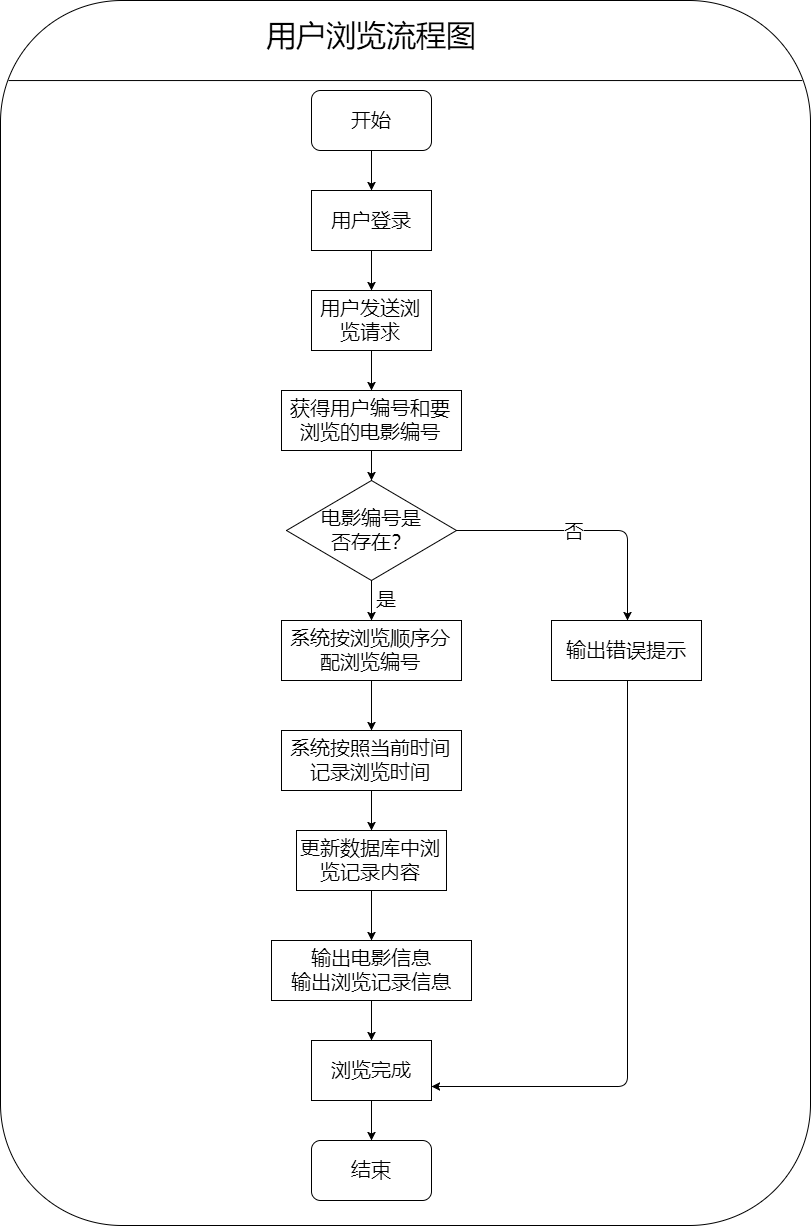 用户浏览流程图
开始
用户登录
用户发送浏
览请求
获得用户编号和要
浏览的电影编号
电影编号是
否存在?
否
是
系统按浏览顺序分
配浏览编号
输出错误提示
系统按照当前时间
记录浏览时间
更新数据库中浏
览记录内容
输出电影信息
输出浏览记录信息
浏览完成
结束